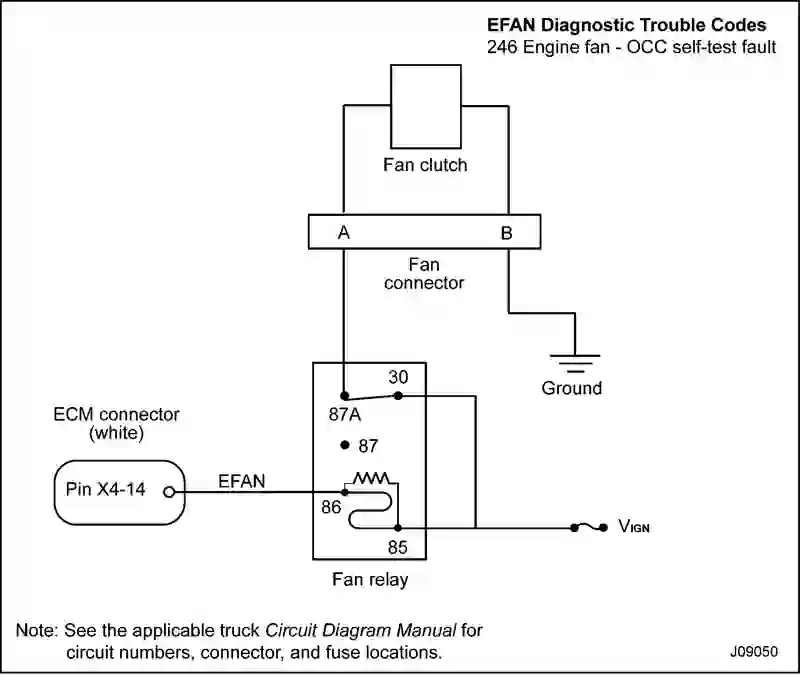 EFAN Diagnostic Trouble Codes
246 Engine fan - OCC self-test fault
Fan clutch
A
B
Fan
connector
Ground
30
87A
87
ECM connector
(white)
Pin X4-14
EFAN
86
85
VIGN
Fan relay
Note: See the applicable truck Circuit Diagram Manual for
circuit numbers, connector, and fuse locations.
J09050